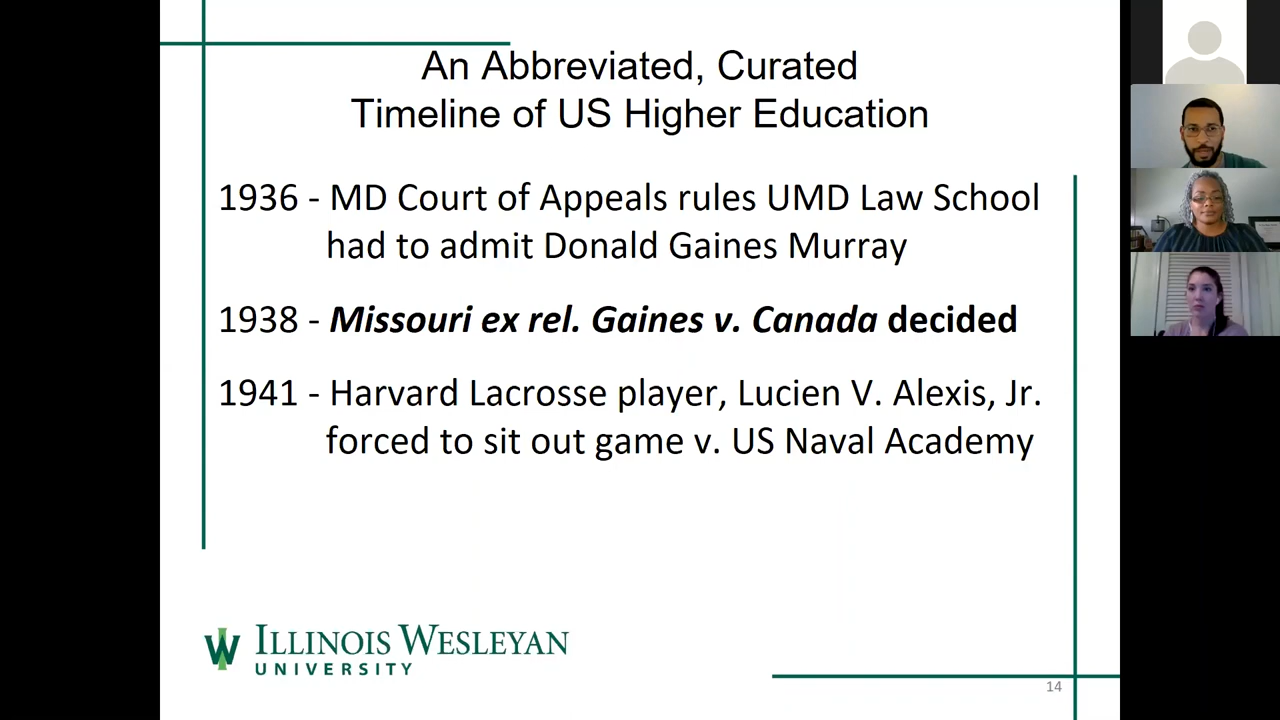 An Abbreviated, Curated
Timeline of US Higher Education
1936 - MD Court of Appeals rules UMD Law School
had to admit Donald Gaines Murray
1938 - Missouri ex rel. Gaines v. Canada decided
1941 - Harvard Lacrosse player, Lucien V. Alexis, Jr.
forced to sit out game v. US Naval Academy
W
ILLINOIS WESLEYAN
UNIVERSITY
14